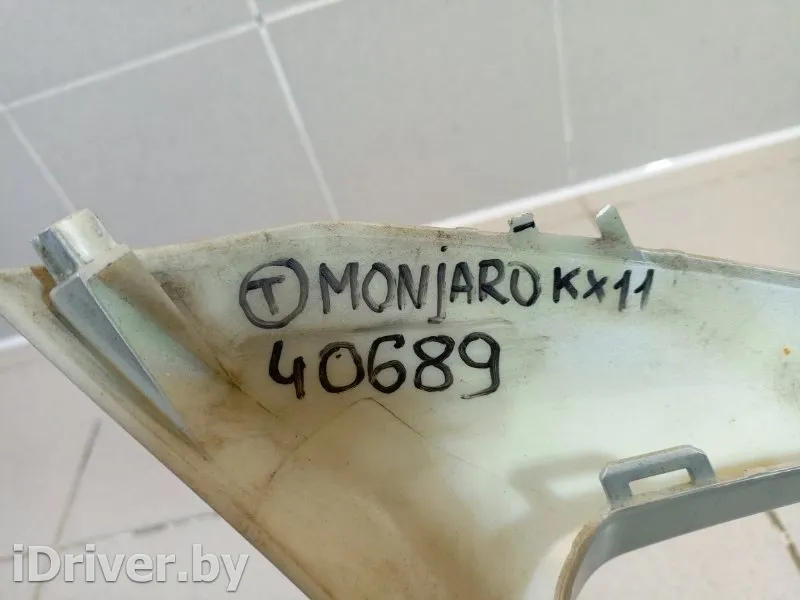 Ⓣ MONJARO KX11
40689
iDriver.by